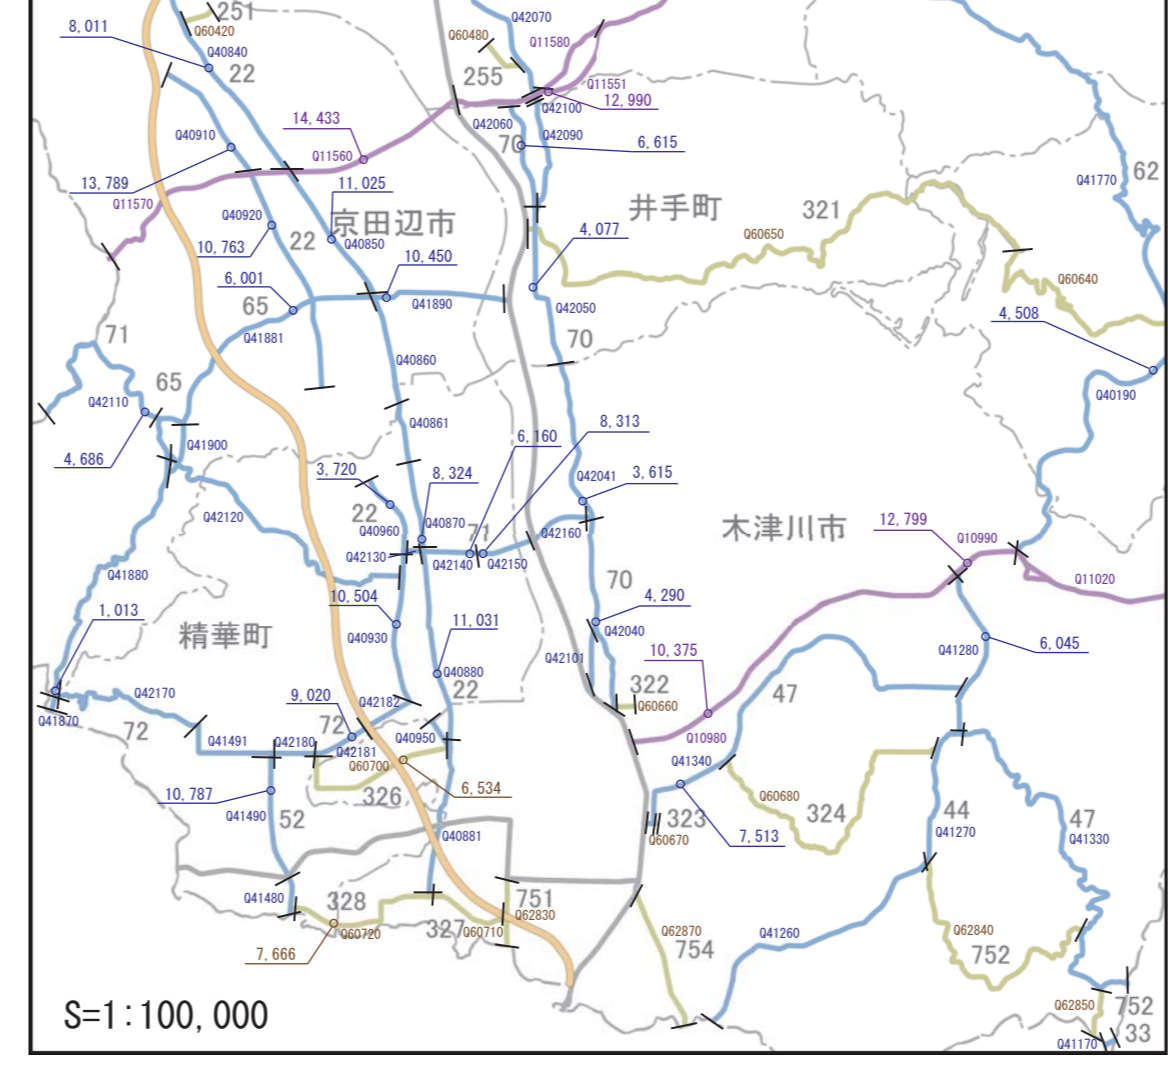 251
Q42070
8,011
Q60420
Q60480
Q11580
Q40840
22
255
Q11551
12,990
Q42100
14,433
Q42060
Q42090
Q40910
70
6,615
Q11560
62
13,789
11,025
Q41770
Q11570
井手町
321
Q40920
京田辺市
22
Q40850
4,077
Q60650
10,763
10,450
6,001
Q60640
65
Q41890
Q42050
4,508
Q41881
71
70
Q40860
65
Q40190
Q42110
Q40861
8,313
Q41900
6,160
4,686
3,720
8,324
Q42041
3,615
22
Q40870
71
12,799
Q42120
Q40960
木津川市
Q42160
Q10990
Q42130
Q42140
Q42150
Q41880
70
Q11020
10,504
4,290
1,013
精華町
Q40930
11,031
Q42040
10,375
Q41280
6,045
Q42101
Q40880
322
Q42170
22
47
9,020
Q42182
Q60660
Q41870
72
72
Q41491
Q42180
Q40950
Q10980
Q42181
Q60700
Q41340
6,534
10,787
326
Q60680
Q41490
52
323
324
44
47
Q40881
Q60670
7,513
Q41270
Q41330
Q41480
328
751
Q62830
327
Q60710
Q60720
Q62870
Q41260
Q62840
7,666
754
752
Q62850
752
S=1:100,000
33
Q41170